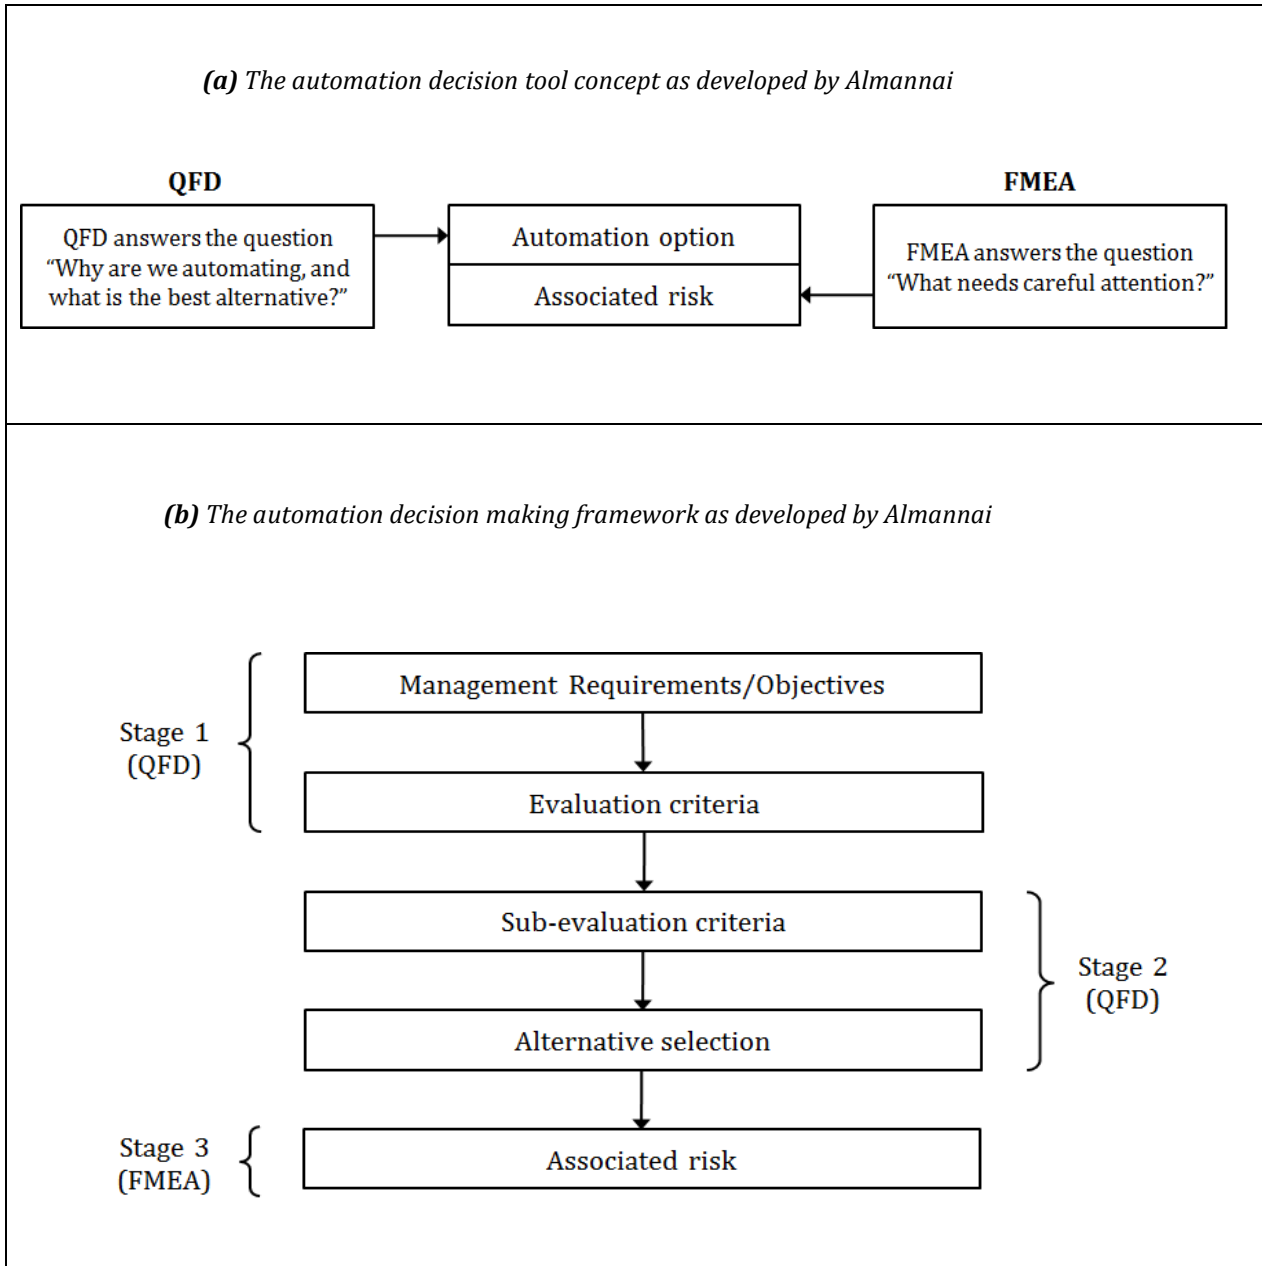 (a) The automation decision tool concept as developed by Almannai
QFD
QFD answers the question
“Why are we automating, and
what is the best alternative?”
Automation option
Associated risk
FMEA
FMEA answers the question
“What needs careful attention?”
(b) The automation decision making framework as developed by Almannai
Stage 1
(QFD)
Management Requirements/Objectives
Evaluation criteria
Sub-evaluation criteria
Alternative selection
Stage 2
(QFD)
Stage 3
(FMEA)
Associated risk